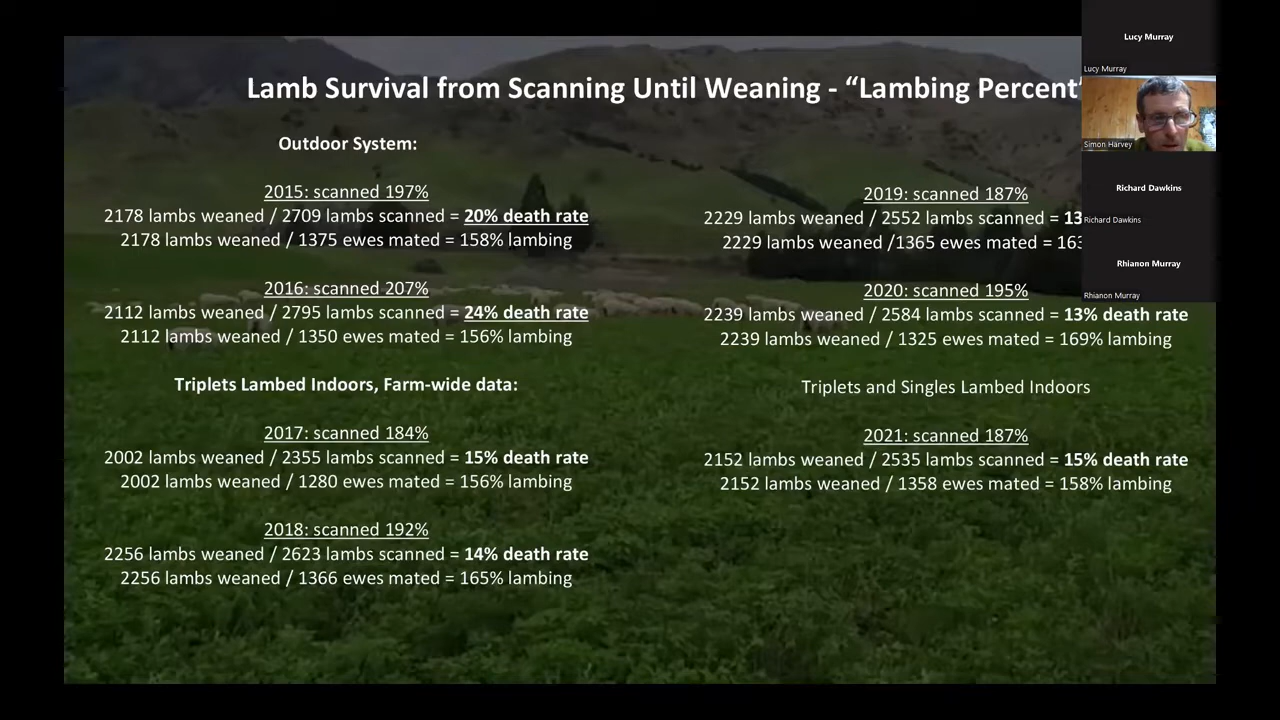 Lamb Survival from Scanning Until Weaning - “Lambing Percent”
Outdoor System:
2015: scanned 197%
2178 lambs weaned / 2709 lambs scanned = 20% death rate
2178 lambs weaned / 1375 ewes mated = 158% lambing
2016: scanned 207%
2112 lambs weaned / 2795 lambs scanned = 24% death rate
2112 lambs weaned / 1350 ewes mated = 156% lambing
Triplets Lambed Indoors, Farm-wide data:
2017: scanned 184%
2002 lambs weaned / 2355 lambs scanned = 15% death rate
2002 lambs weaned / 1280 ewes mated = 156% lambing
2018: scanned 192%
2256 lambs weaned / 2623 lambs scanned = 14% death rate
2256 lambs weaned / 1366 ewes mated = 165% lambing
2019: scanned 187%
2229 lambs weaned / 2552 lambs scanned = 13
2229 lambs weaned /1365 ewes mated = 163
2020: scanned 195%
2239 lambs weaned / 2584 lambs scanned = 13% death rate
2239 lambs weaned / 1325 ewes mated = 169% lambing
Triplets and Singles Lambed Indoors
2021: scanned 187%
2152 lambs weaned / 2535 lambs scanned = 15% death rate
2152 lambs weaned / 1358 ewes mated = 158% lambing
Lucy Murray
Lucy Murray
Simon Harvey
Richard Dawkins
Richard Dawkins
Rhianon Murray
Rhianon Murray